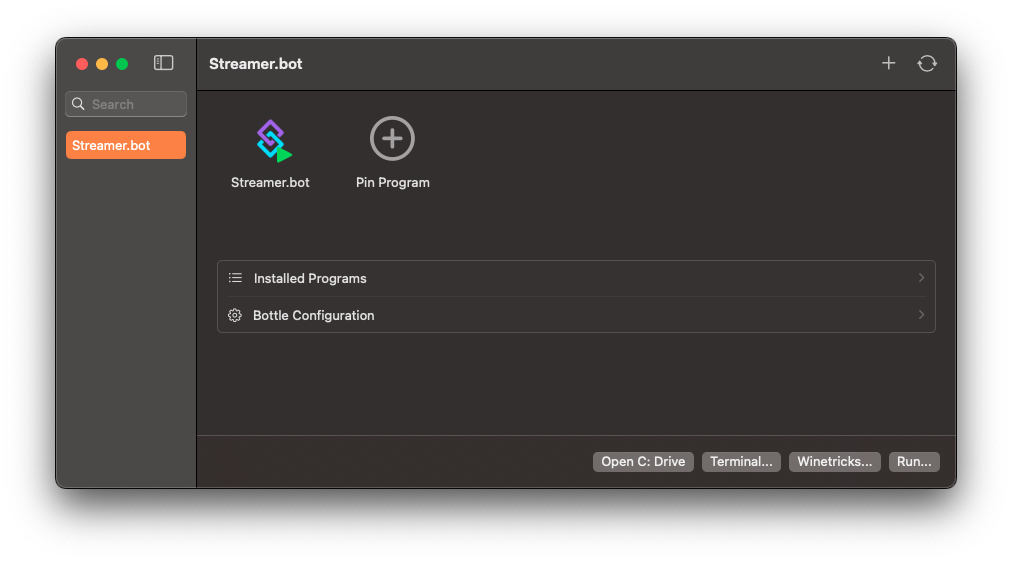 Streamer.bot
Search
Streamer.bot
Streamer.bot
Pin Program
Installed Programs
Bottle Configuration
Open C: Drive
Terminal...
Winetricks...
Run...